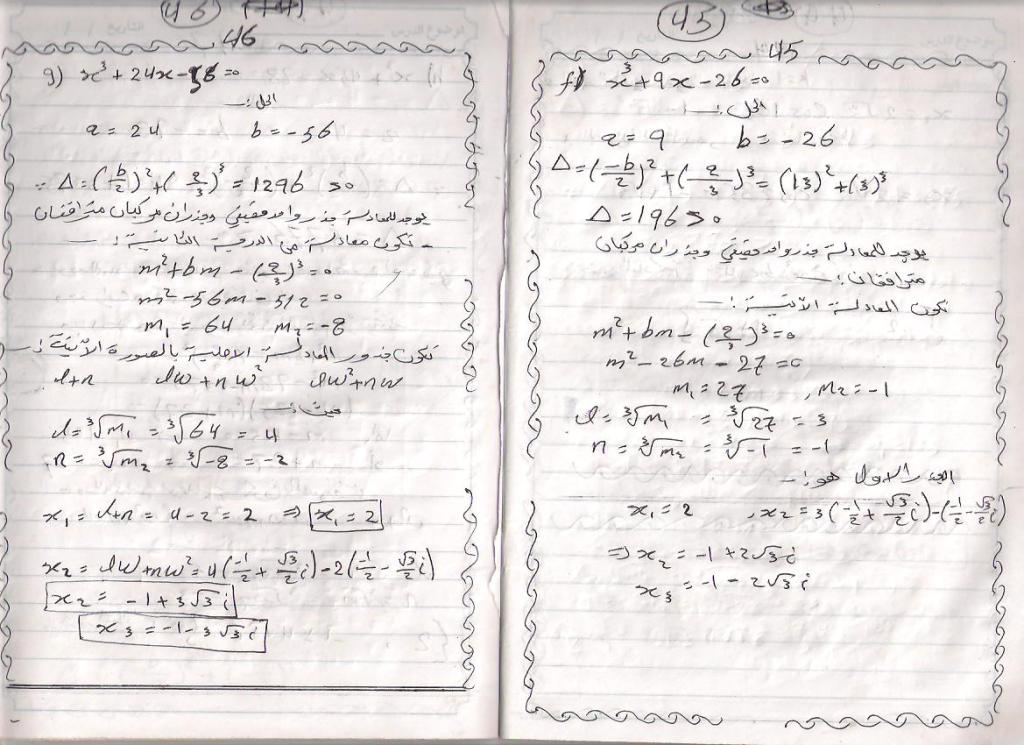 45
45
f) x³+9x-26=0
الحل :-
a=9 b=-26
Δ=(-b/2)²+(a/3)³=(13)²+(3)³
Δ=196>0
يوجد للمعادلة جذر واحد حقيقي وجذران مركبان
مترافقان :-
نكون المعادلة الآتية :-
m²+bm-(a/3)³=0
m²-26m-27=0
m₁=27 , m₂=-1
l=∛m₁ = ∛27 = 3
n=∛m₂ = ∛-1 = -1
الجذر الاول هو :-
x₁=2 , x₂=3(-1/2+√3/2 i)-(-1/2-√3/2 i)
⇒x₂=-1+2√3 i
x₃=-1-2√3 i
46
46
g) x³+24x-56=0
الحل :-
a=24 b=-56
∵ Δ=(b/2)²+(a/3)³=1296 >0
يوجد للمعادلة جذر واحد حقيقي وجذران مركبان مترافقان
- نكون معادلة من الدرجة الثانية :-
m²+bm-(a/3)³=0
m²-56m-512=0
m₁=64 m₂=-8
تكون جذور المعادلة الاصلية بالصورة الآتية :-
l+n lw+nw² lw²+nw
حيث :-
l=∛m₁ = ∛64 = 4
n=∛m₂ = ∛-8 = -2
x₁=l+n=4-2=2 ⇒ x₁=2
x₂=lw+nw²=4(-1/2+√3/2 i)-2(-1/2-√3/2 i)
x₂=-1+3√3 i
x₃=-1-3√3 i